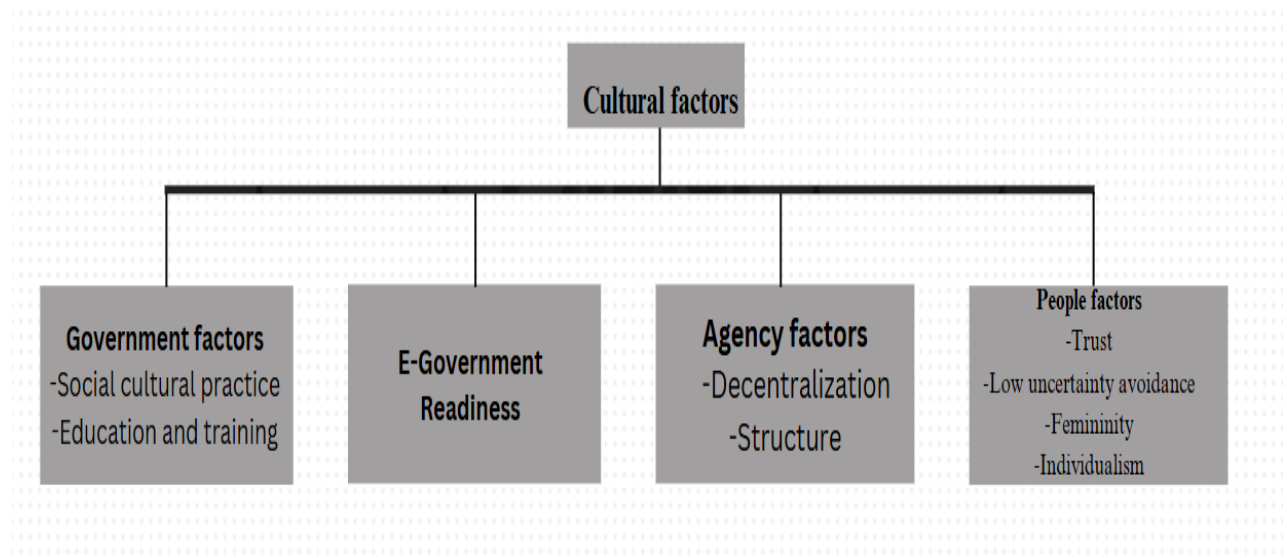 Cultural factors
Government factors
-Social cultural practice
-Education and training
E-Government
Readiness
Agency factors
-Decentralization
-Structure
People factors
-Trust
-Low uncertainty avoidance
-Femininity
-Individualism